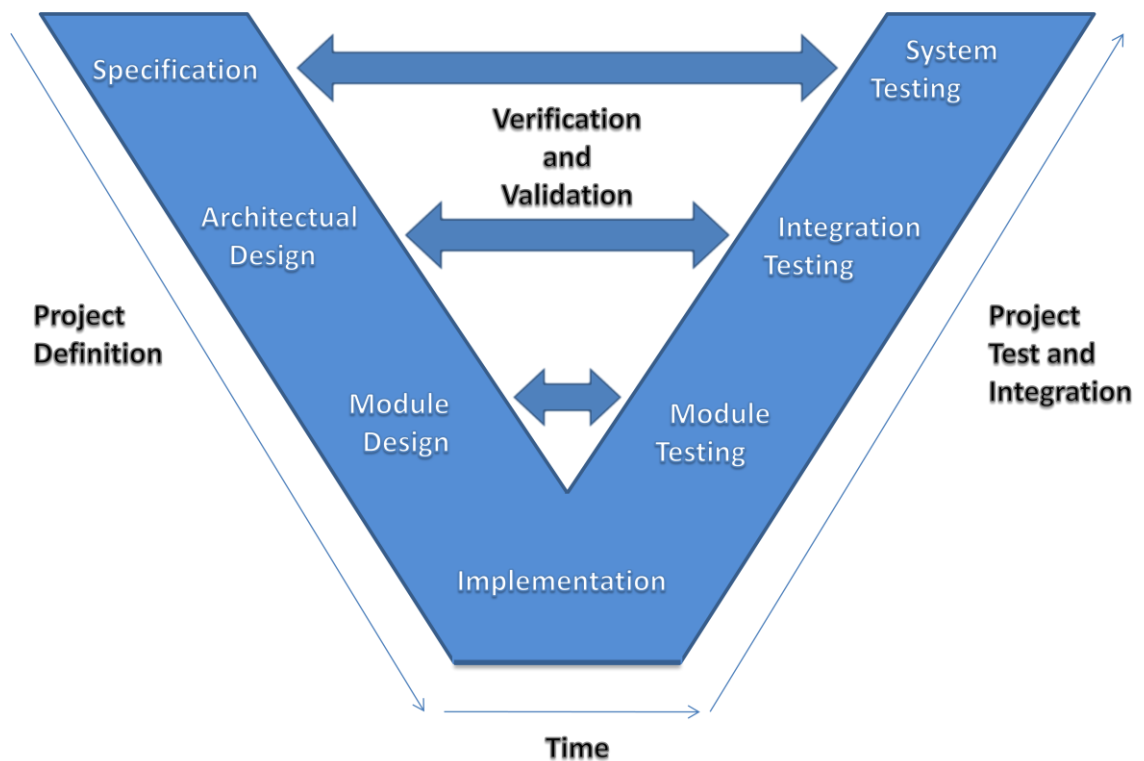 Specification
System
Testing
Verification
and
Validation
Architectual
Design
Integration
Testing
Project
Definition
Project
Test and
Integration
Module
Design
Module
Testing
Implementation
Time